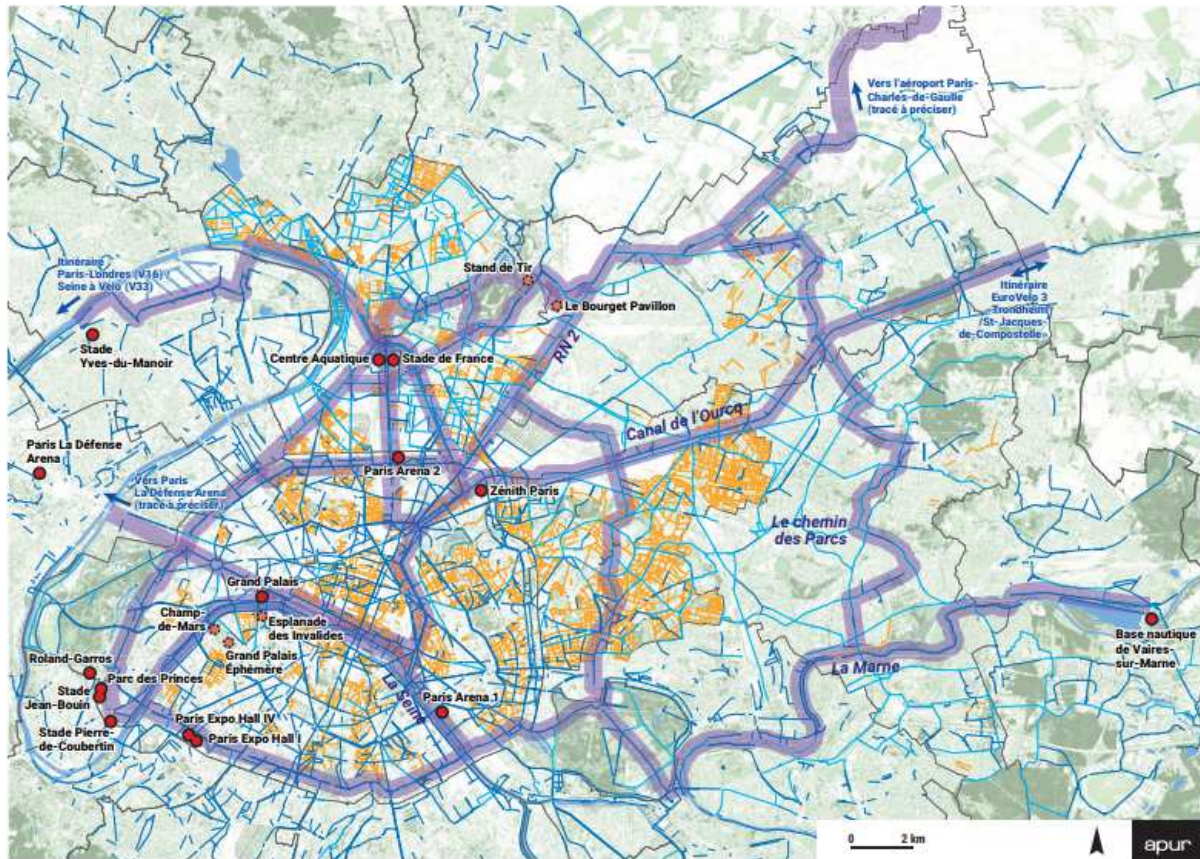 Vers l'aéroport Paris-
Charles-de-Gaulle
(tracé à préciser)
Itinéraire
Paris-Londres (V16)
Seine à Vélo (V33)
Stand de Tir
Le Bourget Pavillon
Itinéraire
EuroVelo 3
Trondheim
/St-Jacques-
de-Compostelle»
Stade
Yves-du-Manoir
Centre Aquatique
Stade de France
RN 2
Canal de l'Ourcq
Paris La Défense
Arena
Paris Arena 2
Vers Paris
La Défense Arena
(tracé à préciser)
Zénith Paris
Le chemin
des Parcs
Grand Palais
Champ-
de-Mars
Esplanade
des Invalides
Grand Palais
Éphémère
Base nautique
de Vaires-
sur-Marne
Roland-Garros
Parc des Princes
Stade
Jean-Bouin
La Seine
La Marne
Paris Arena 1
Stade Pierre-
de-Coubertin
Paris Expo Hall IV
Paris Expo Hall I
0 2 km
apur